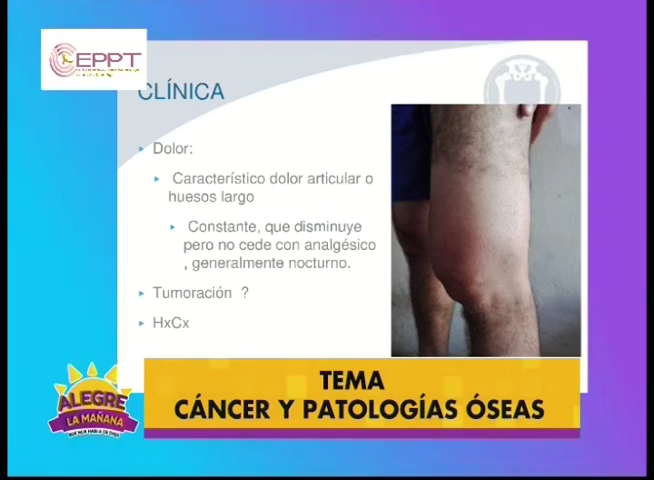 CEPPT
CLÍNICA
Dolor:
Característico dolor articular o
huesos largo
Constante, que disminuye
pero no cede con analgésico
, generalmente nocturno.
Tumoración ?
HxCx
TEMA
CÁNCER Y PATOLOGÍAS ÓSEAS
ALEGRE
LA MAÑANA